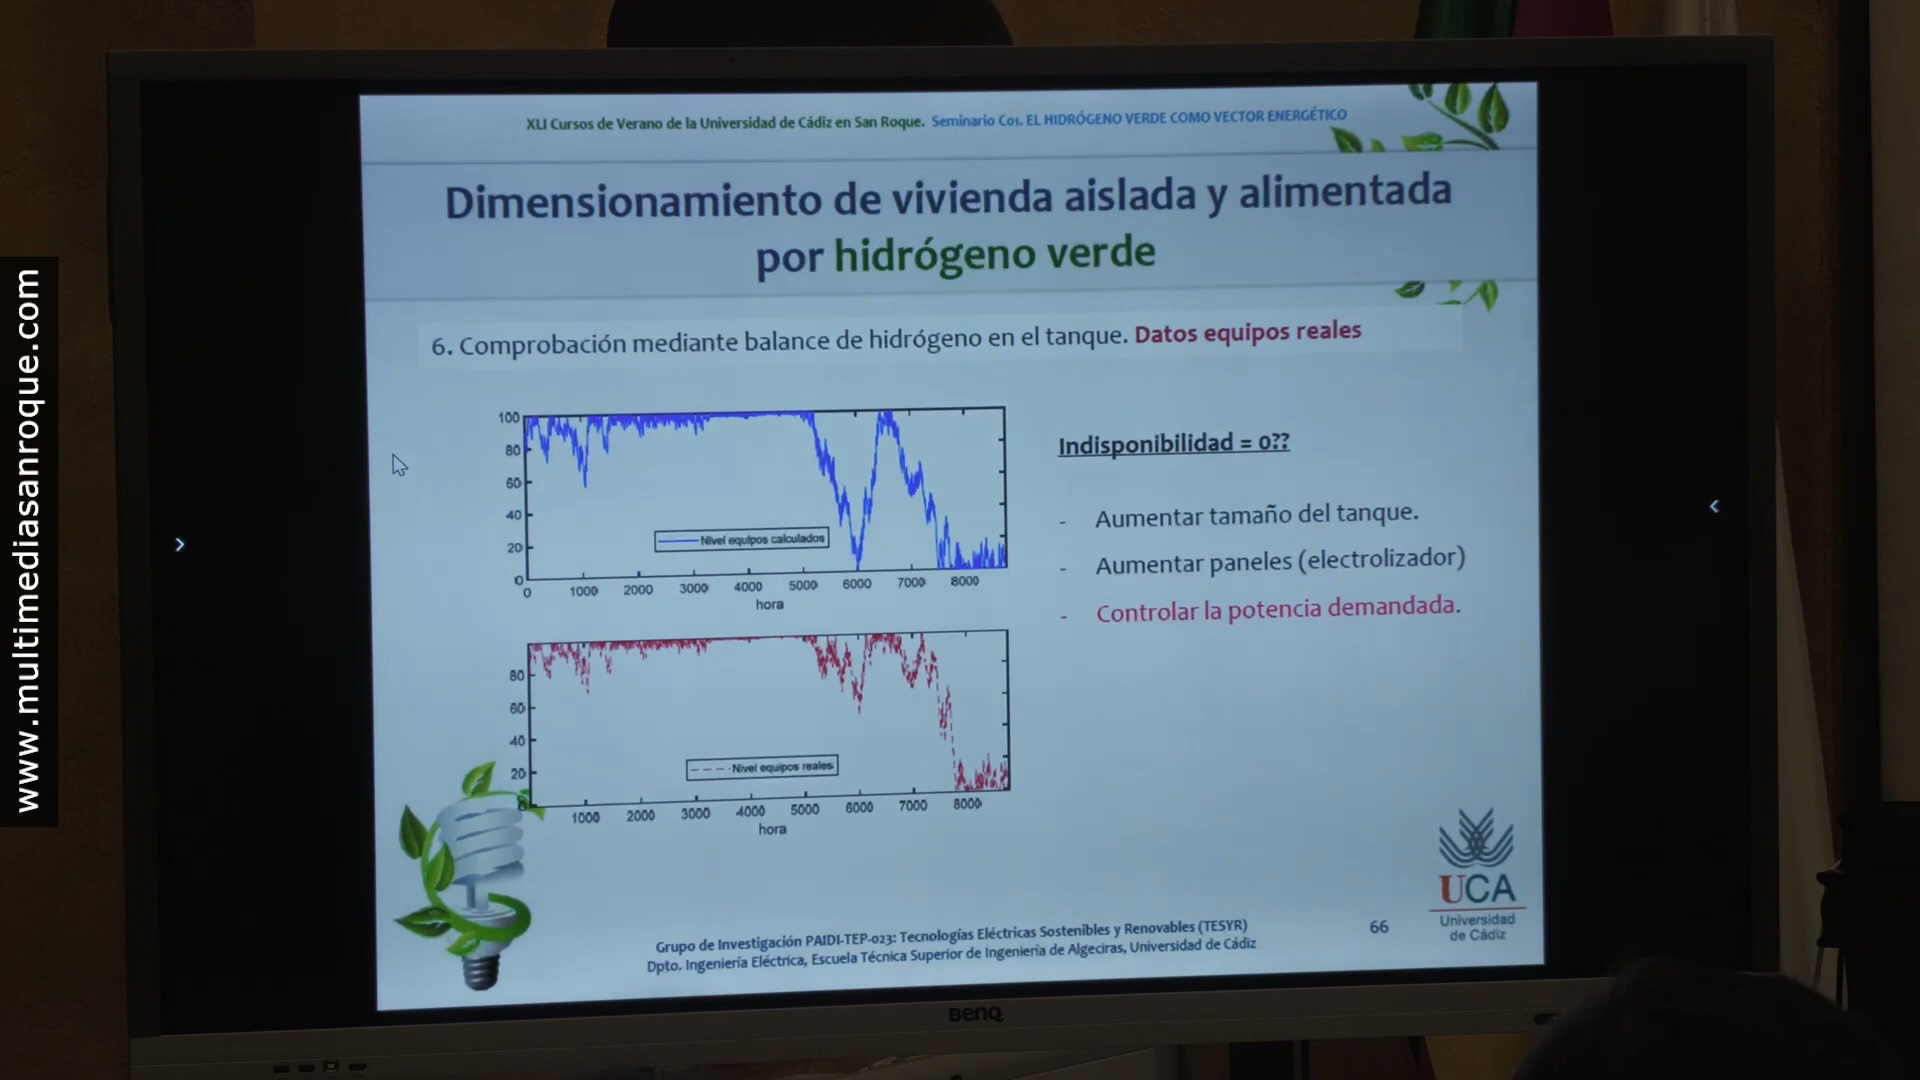 www.multimediasanroque.com
XLI Cursos de Verano de la Universidad de Cádiz en San Roque. Seminario C01. EL HIDRÓGENO VERDE COMO VECTOR ENERGÉTICO
Dimensionamiento de vivienda aislada y alimentada
por hidrógeno verde
6. Comprobación mediante balance de hidrógeno en el tanque. Datos equipos reales
100
80
60
40
20
0
Nivel equipos calculados
0 1000 2000 3000 4000 5000 6000 7000 8000
hora
80
60
40
20
0
Nivel equipos reales
1000 2000 3000 4000 5000 6000 7000 8000
hora
Indisponibilidad = 0??
- Aumentar tamaño del tanque.
- Aumentar paneles (electrolizador)
- Controlar la potencia demandada.
Grupo de Investigación PAIDI-TEP-023: Tecnologías Eléctricas Sostenibles y Renovables (TESYR)
Dpto. Ingeniería Eléctrica, Escuela Técnica Superior de Ingeniería de Algeciras, Universidad de Cádiz
66
UCA
Universidad
de Cádiz
BenQ